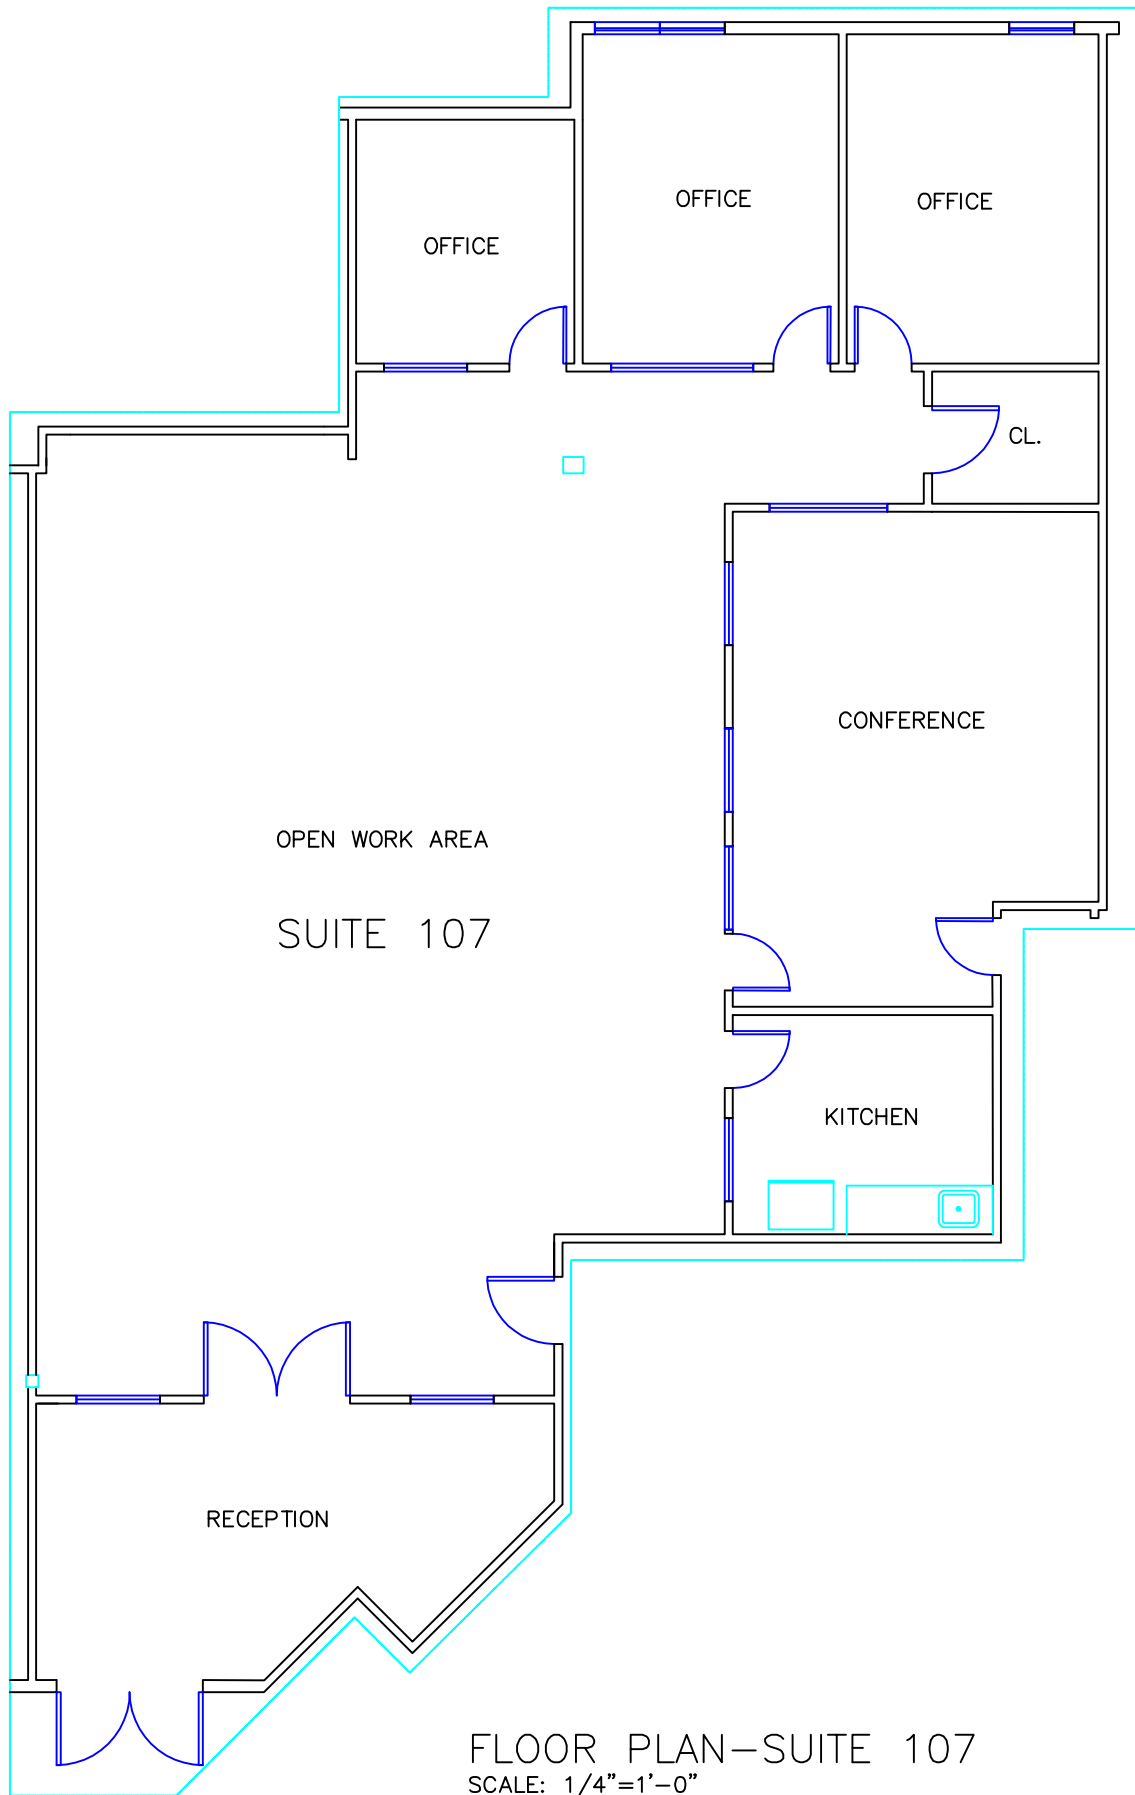 OFFICE
OFFICE
OFFICE
CL.
CONFERENCE
OPEN WORK AREA
SUITE 107
KITCHEN
RECEPTION
FLOOR PLAN-SUITE 107
SCALE: 1/4"=1'-0"